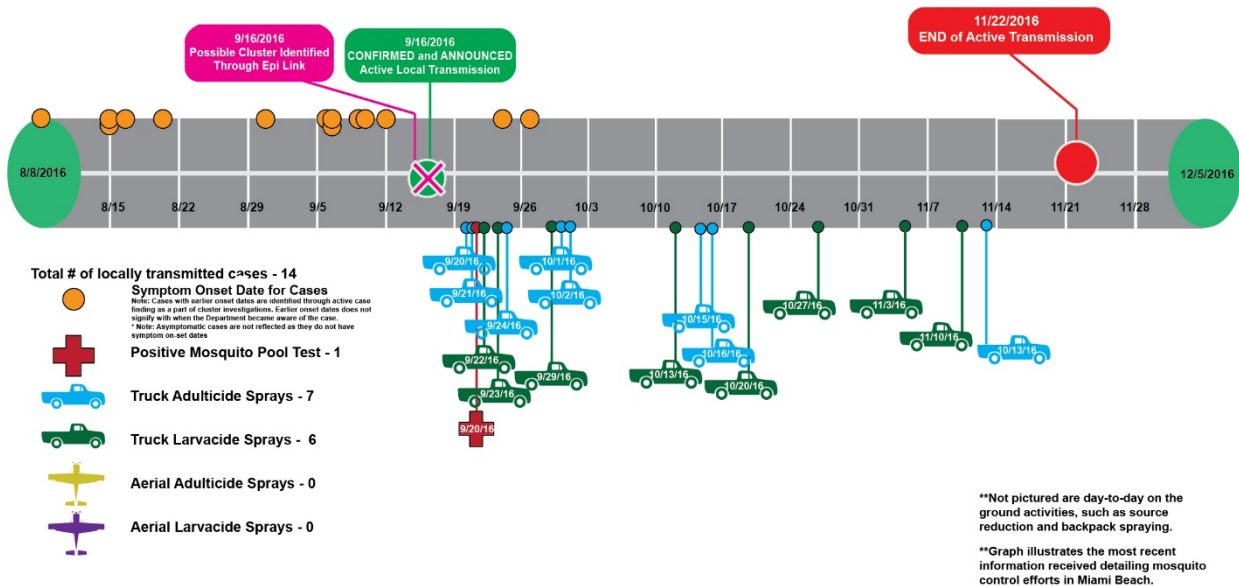 9/16/2016
Possible Cluster Identified
Through Epi Link
9/16/2016
CONFIRMED and ANNOUNCED
Active Local Transmission
11/22/2016
END of Active Transmission
8/8/2016
12/5/2016
8/15
8/22
8/29
9/5
9/12
9/19
9/26
10/3
10/10
10/17
10/24
10/31
11/7
11/14
11/21
11/28
9/20/16
10/1/16
9/21/16
10/2/16
9/24/16
10/15/16
10/27/16
11/3/16
9/22/16
10/16/16
11/10/16
10/13/16
9/29/16
10/13/16
10/20/16
9/23/16
9/20/16
Total # of locally transmitted cases - 14
Symptom Onset Date for Cases
Note: Cases with earlier onset dates are identified through active case
finding as a part of cluster investigations. Earlier onset dates does not
signify with when the Department became aware of the case.
* Note: Asymptomatic cases are not reflected as they do not have
symptom on-set dates
Positive Mosquito Pool Test - 1
Truck Adulticide Sprays - 7
Truck Larvacide Sprays - 6
Aerial Adulticide Sprays - 0
Aerial Larvacide Sprays - 0
**Not pictured are day-to-day on the
ground activities, such as source
reduction and backpack spraying.
**Graph illustrates the most recent
information received detailing mosquito
control efforts in Miami Beach.